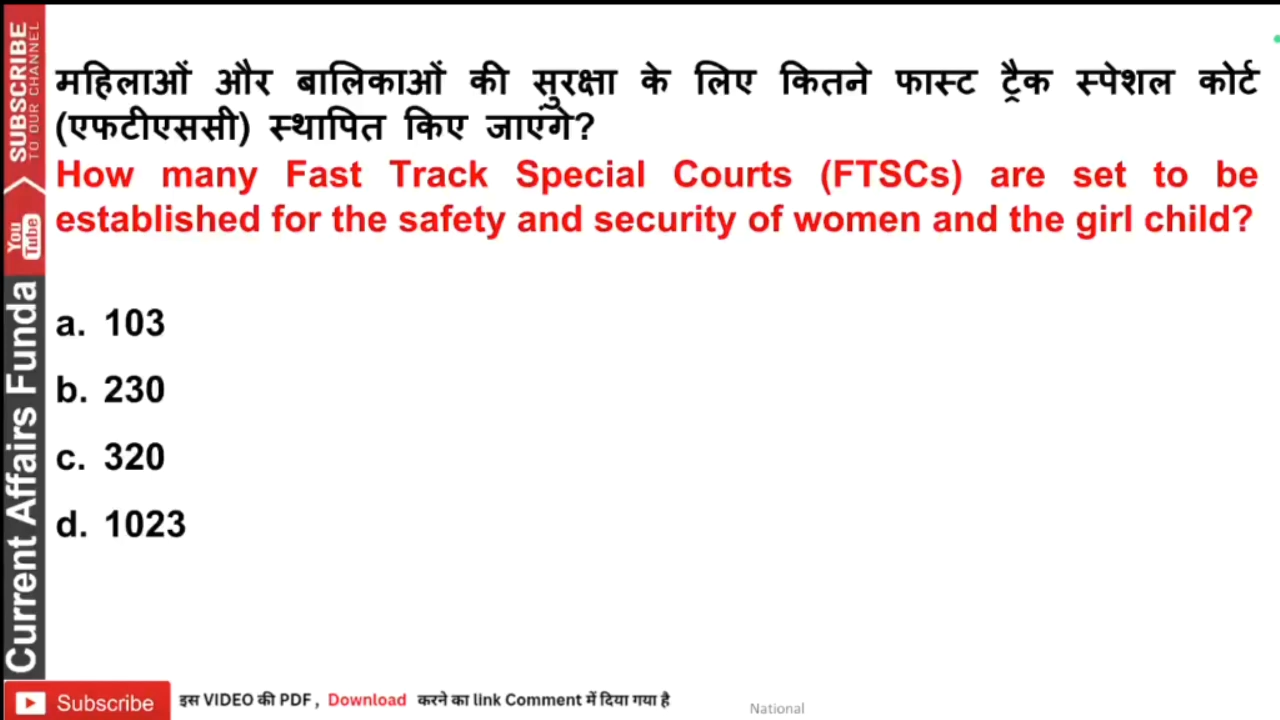 महिलाओं और बालिकाओं की सुरक्षा के लिए कितने फास्ट ट्रैक स्पेशल कोर्ट
(एफटीएससी) स्थापित किए जाएंगे?
How many Fast Track Special Courts (FTSCs) are set to be
established for the safety and security of women and the girl child?
a. 103
b. 230
c. 320
d. 1023
SUBSCRIBE
TO OUR CHANNEL
You
Tube
Current Affairs Funda
Subscribe
इस VIDEO की PDF , Download करने का link Comment में दिया गया है
National